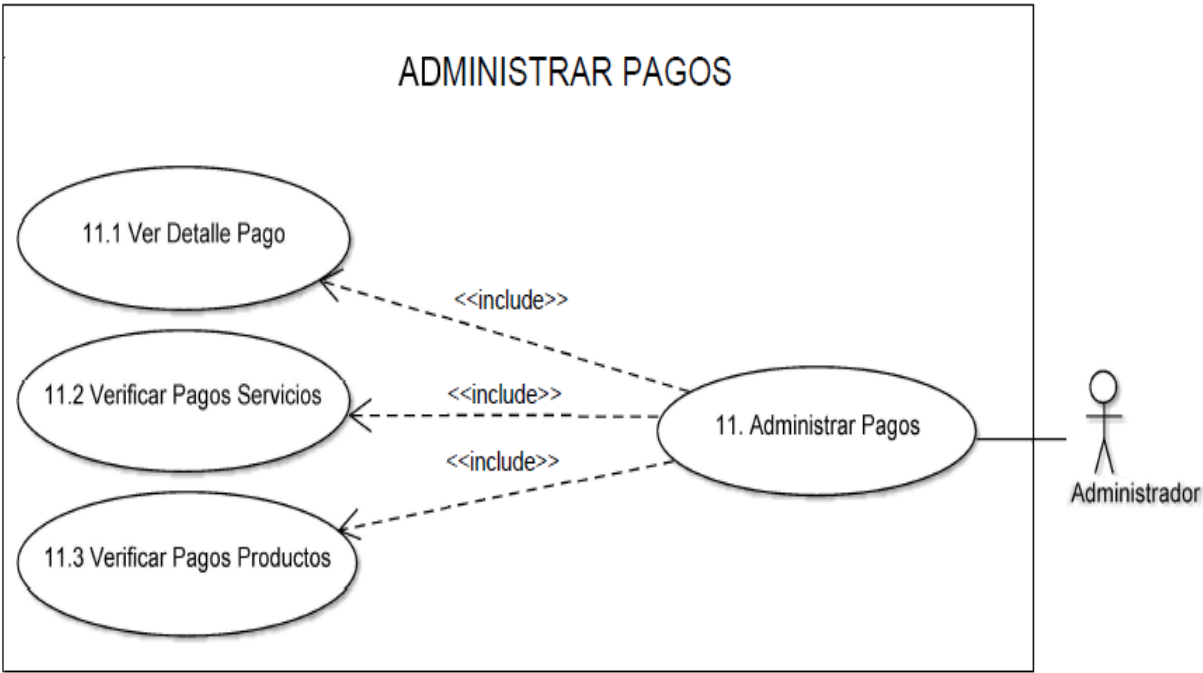 ADMINISTRAR PAGOS
11.1 Ver Detalle Pago
<<include>>
11.2 Verificar Pagos Servicios
<<include>>
11. Administrar Pagos
<<include>>
Administrador
11.3 Verificar Pagos Productos